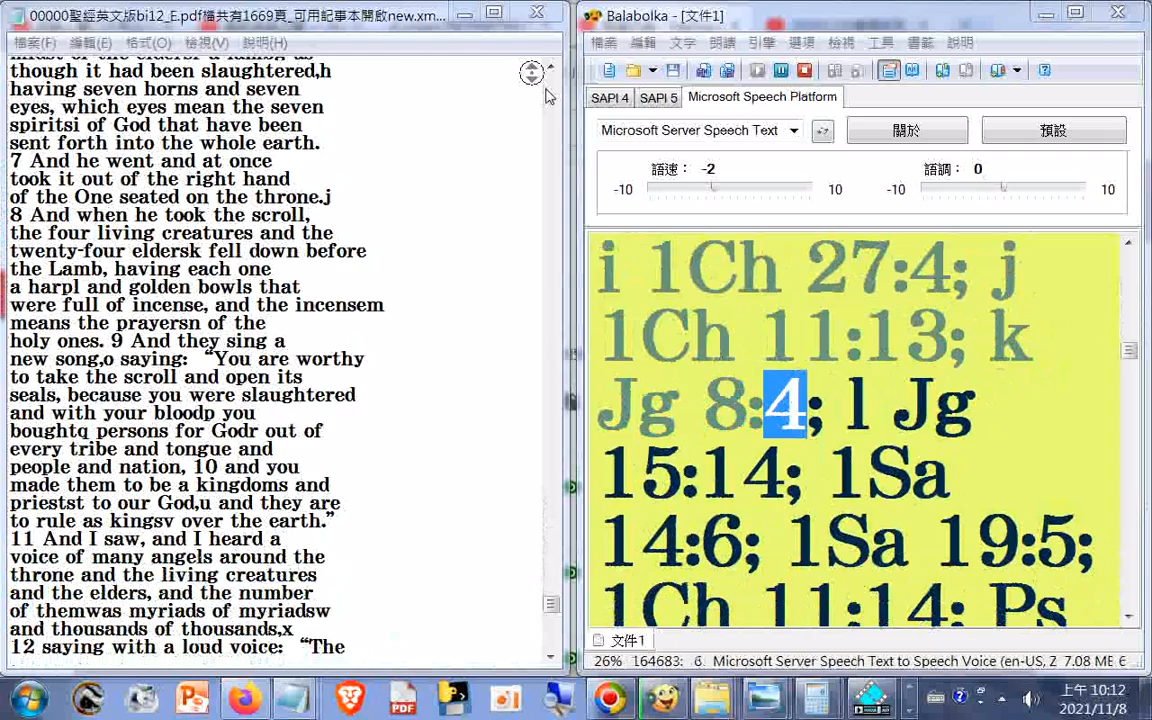 00000聖經英文版bi12_E.pdf檔共有1669頁_可用記事本開啟new.xm...
檔案(F) 編輯(E) 格式(O) 檢視(V) 說明(H)
though it had been slaughtered,h
having seven horns and seven
eyes, which eyes mean the seven
spiritsi of God that have been
sent forth into the whole earth.
7 And he went and at once
took it out of the right hand
of the One seated on the throne.j
8 And when he took the scroll,
the four living creatures and the
twenty-four eldersk fell down before
the Lamb, having each one
a harpl and golden bowls that
were full of incense, and the incensem
means the prayersn of the
holy ones. 9 And they sing a
new song,o saying: “You are worthy
to take the scroll and open its
seals, because you were slaughtered
and with your bloodp you
boughtq persons for Godr out of
every tribe and tongue and
people and nation, 10 and you
made them to be a kingdoms and
priestst to our God,u and they are
to rule as kingsv over the earth.”
11 And I saw, and I heard a
voice of many angels around the
throne and the living creatures
and the elders, and the number
of themwas myriads of myriadsw
and thousands of thousands,x
12 saying with a loud voice: “The
Balabolka - [文件1]
檔案 編輯 文字 朗讀 引擎 選項 檢視 工具 書籤 說明
SAPI 4 SAPI 5 Microsoft Speech Platform
Microsoft Server Speech Text 關於 預設
語速: -2 語調: 0
-10 10 -10 10
i 1Ch 27:4; j
1Ch 11:13; k
Jg 8:4; l Jg
15:14; 1Sa
14:6; 1Sa 19:5;
1Ch 11:14; Ps
文件1
26% 164683: 6. Microsoft Server Speech Text to Speech Voice (en-US, Z 7.08 MB 6
PDF
上午 10:12
2021/11/8